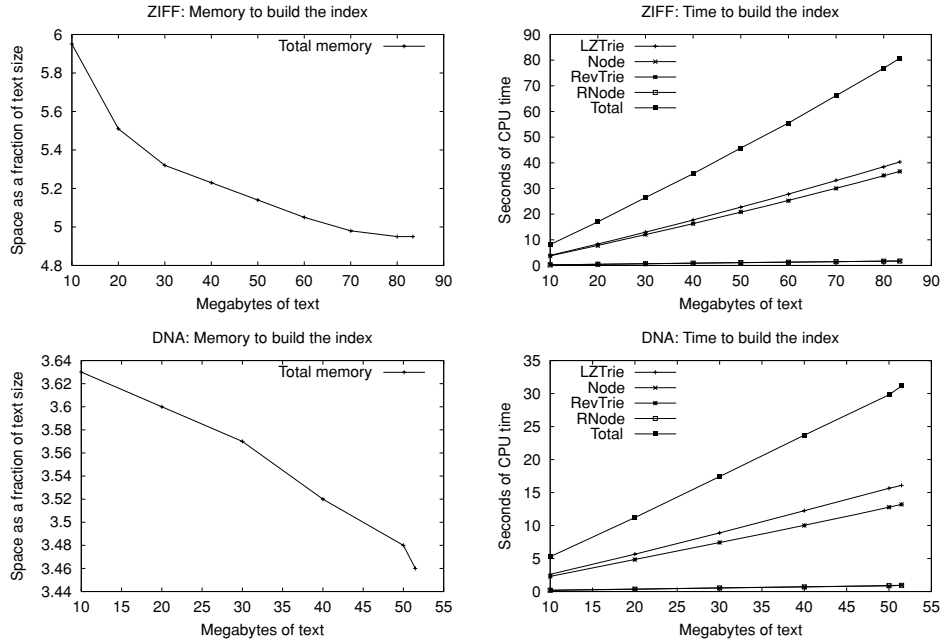 ZIFF: Memory to build the index
Space as a fraction of text size
6
5.8
5.6
5.4
5.2
5
4.8
Total memory
10 20 30 40 50 60 70 80 90
Megabytes of text
ZIFF: Time to build the index
Seconds of CPU time
90
80
70
60
50
40
30
20
10
0
LZTrie
Node
RevTrie
RNode
Total
10 20 30 40 50 60 70 80 90
Megabytes of text
DNA: Memory to build the index
Space as a fraction of text size
3.64
3.62
3.6
3.58
3.56
3.54
3.52
3.5
3.48
3.46
3.44
Total memory
10 15 20 25 30 35 40 45 50 55
Megabytes of text
DNA: Time to build the index
Seconds of CPU time
35
30
25
20
15
10
5
0
LZTrie
Node
RevTrie
RNode
Total
10 15 20 25 30 35 40 45 50 55
Megabytes of text